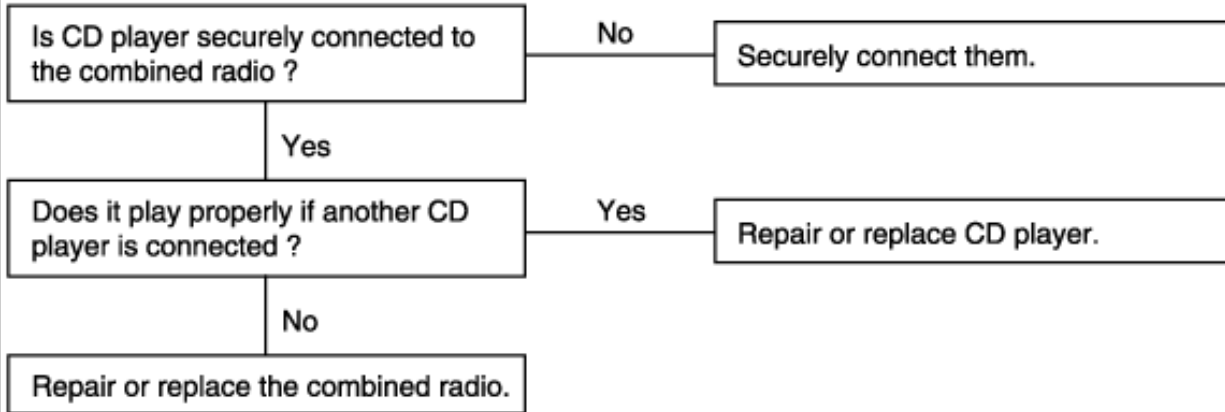 Is CD player securely connected to
the combined radio ?
No
Securely connect them.
Yes
Does it play properly if another CD
player is connected ?
Yes
Repair or replace CD player.
No
Repair or replace the combined radio.